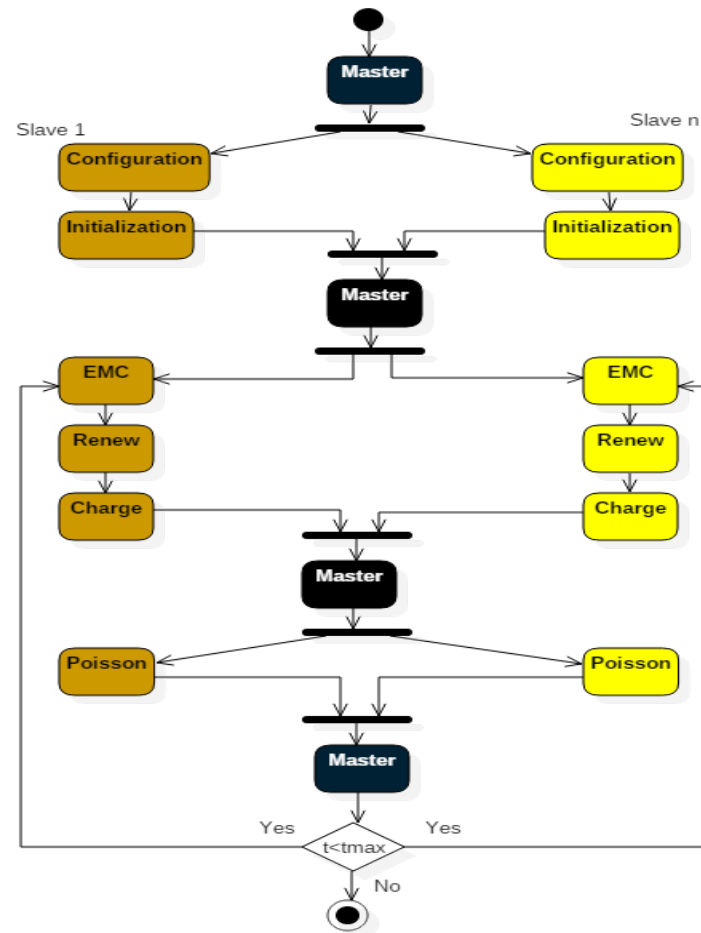 Master
Slave 1
Slave n
Configuration
Configuration
Initialization
Initialization
Master
EMC
EMC
Renew
Renew
Charge
Charge
Master
Poisson
Poisson
Master
Yes
Yes
t<tmax
No